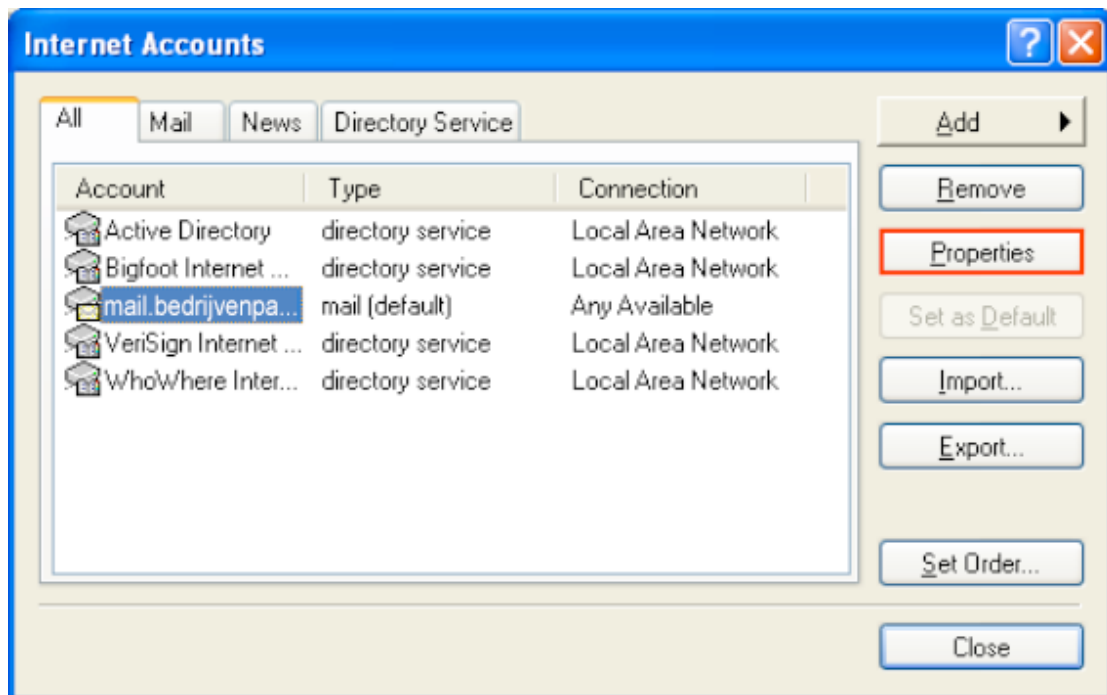 Internet Accounts
All Mail News Directory Service
Add
Remove
Properties
Set as Default
Import...
Export...
Set Order...
Close
Account Type Connection
Active Directory directory service Local Area Network
Bigfoot Internet ... directory service Local Area Network
mail.bedrijvenpa... mail (default) Any Available
VeriSign Internet ... directory service Local Area Network
WhoWhere Inter... directory service Local Area Network